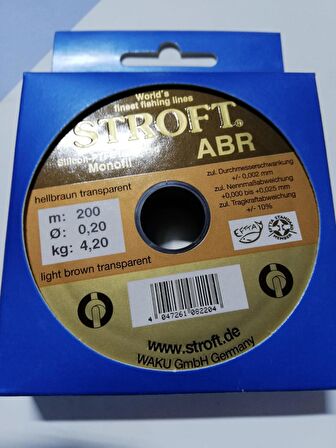 World's
finest fishing lines
STROFT®
ABR
Monofil
zul. Durchmesserschwankung
+/- 0,002 mm
zul. Nennmaßabweichung
+0,000 bis +0,025 mm
zul. Tragkraftabweichung
+/- 10%
hellbraun transparent
m: 200
Ø: 0,20
kg: 4,20
light brown transparent
EFTTA
4 047261 082204
www.stroft.de
WAKU GmbH Germany